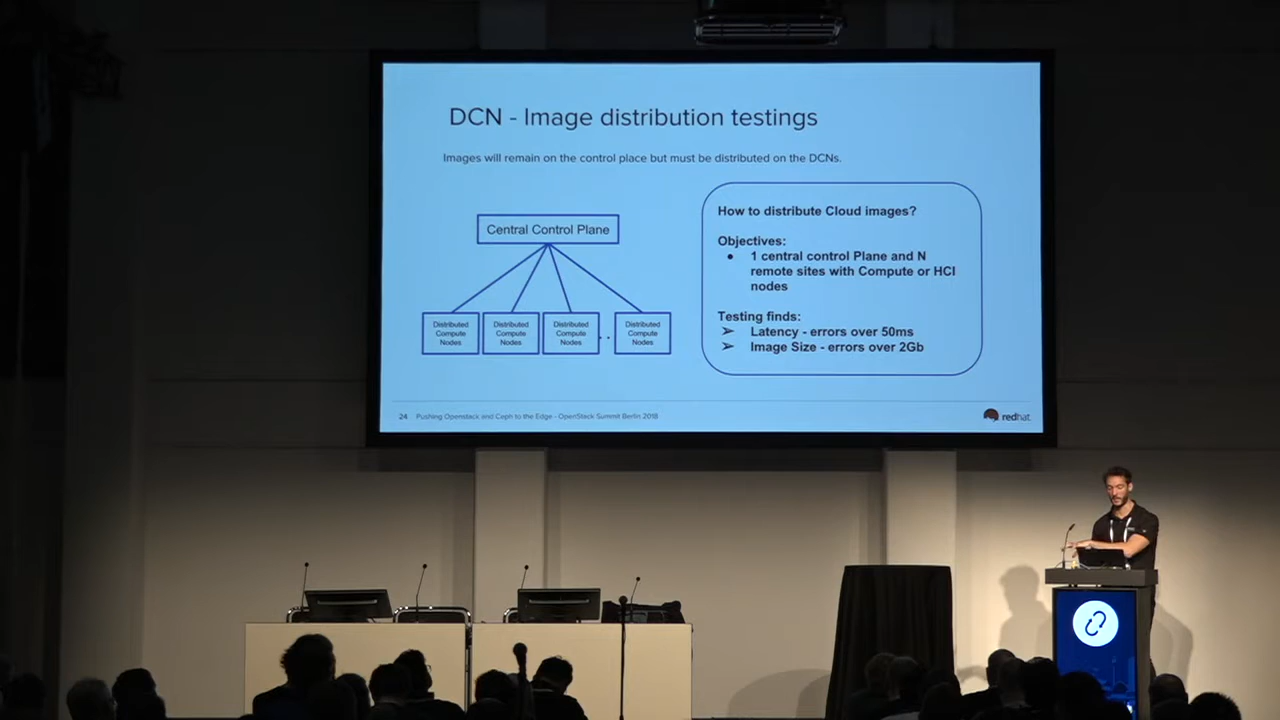 DCN - Image distribution testings
Images will remain on the control place but must be distributed on the DCNs.
Central Control Plane
Distributed
Compute
Nodes
Distributed
Compute
Nodes
Distributed
Compute
Nodes
. .
Distributed
Compute
Nodes
How to distribute Cloud images?
Objectives:
● 1 central control Plane and N
remote sites with Compute or HCI
nodes
Testing finds:
➢ Latency - errors over 50ms
➢ Image Size - errors over 2Gb
24 Pushing Openstack and Ceph to the Edge - OpenStack Summit Berlin 2018
redhat.